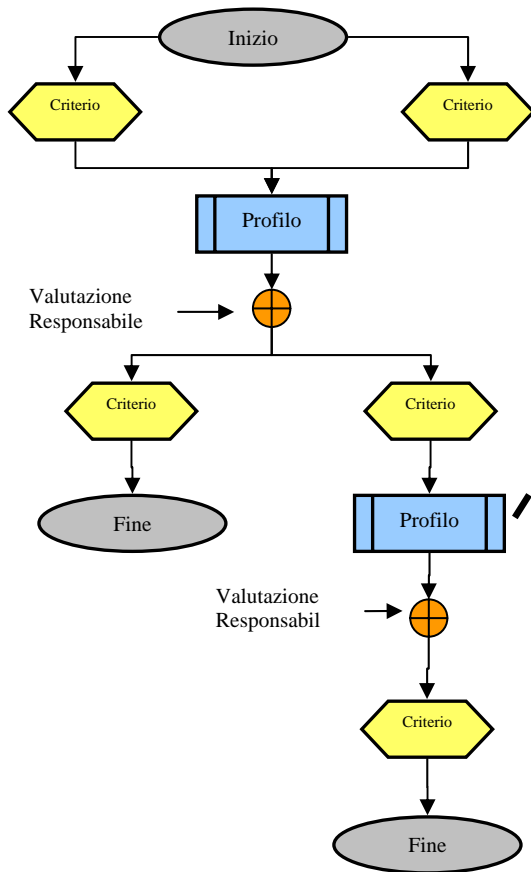 Inizio
Criterio
Criterio
Profilo
Valutazione
Responsabile
Criterio
Criterio
Fine
Profilo
Valutazione
Responsabil
Criterio
Fine